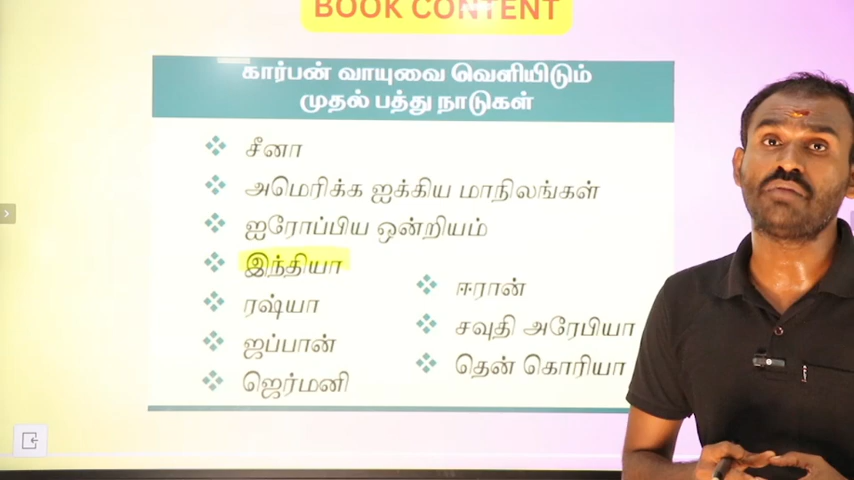 BOOK CONTENT
கார்பன் வாயுவை வெளியிடும்
முதல் பத்து நாடுகள்
சீனா
அமெரிக்க ஐக்கிய மாநிலங்கள்
ஐரோப்பிய ஒன்றியம்
இந்தியா
ரஷ்யா
ஜப்பான்
ஜெர்மனி
ஈரான்
சவுதி அரேபியா
தென் கொரியா